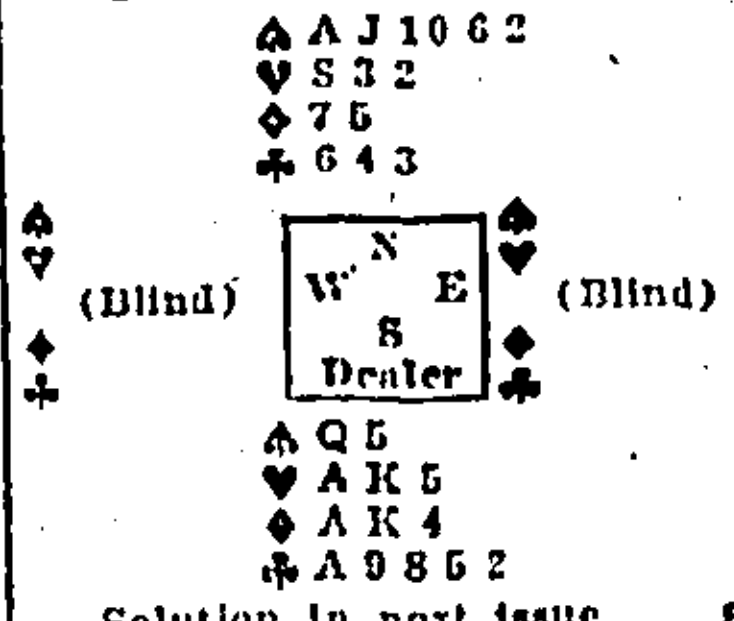 ♠ A J 10 6 2
♥ 8 3 2
♦ 7 5
♣ 6 4 3
♠
♥
(Blind)
♦
♣
N
W E
S
Dealer
♠
♥
(Blind)
♦
♣
♠ Q 5
♥ A K 5
♦ A K 4
♣ A 9 8 5 2
Solution in next issue